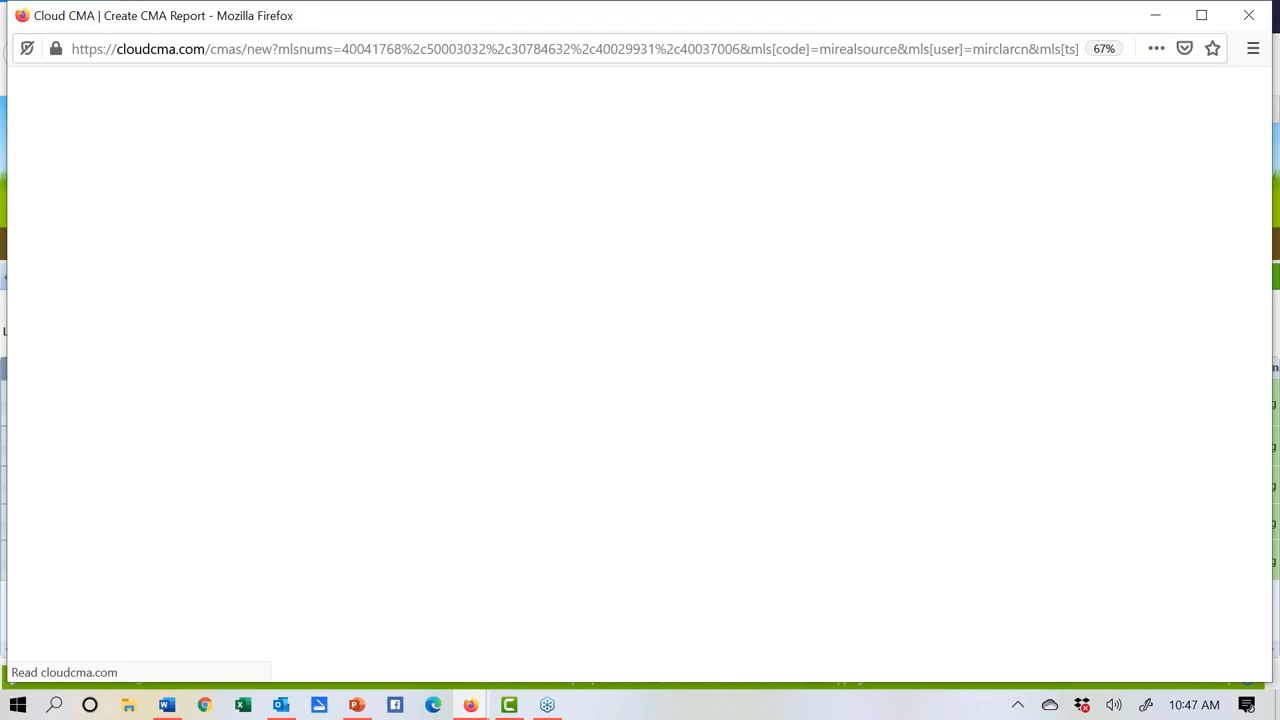 Cloud CMA | Create CMA Report - Mozilla Firefox
https://cloudcma.com/cmas/new?mlsnums=40041768%2c50003032%2c30784632%2c40029931%2c40037006&mls[code]=mirealsource&mls[user]=mirclarcn&mls[ts]
67%
Read cloudcma.com
10:47 AM